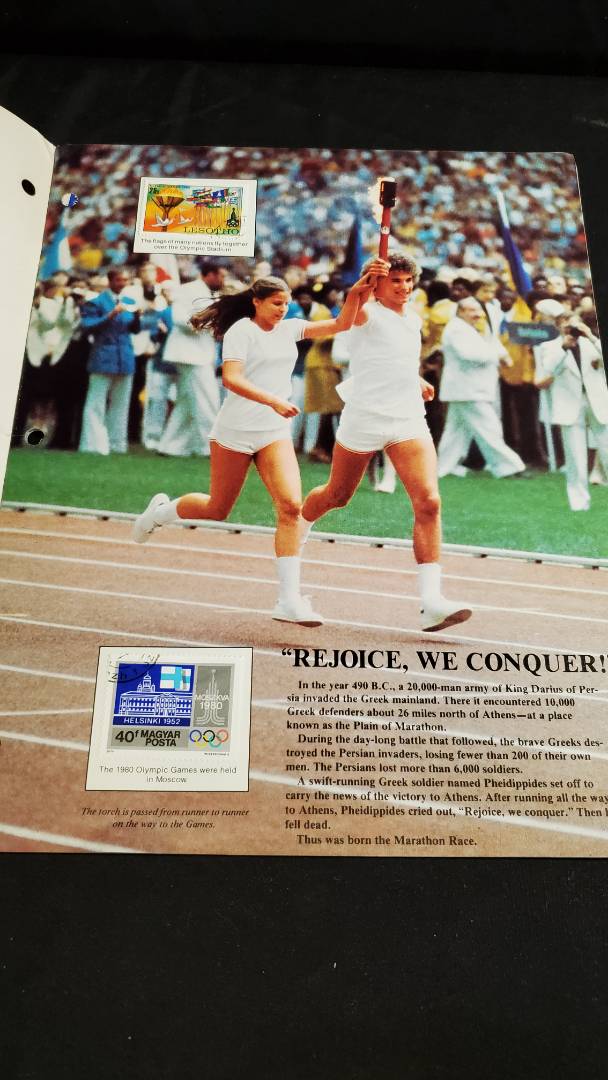 LESOTHO
The flags of many nations fly together
over the Olympic Stadium
"REJOICE, WE CONQUER!
In the year 490 B.C., a 20,000-man army of King Darius of Per-
sia invaded the Greek mainland. There it encountered 10,000
Greek defenders about 26 miles north of Athens—at a place
known as the Plain of Marathon.
During the day-long battle that followed, the brave Greeks des-
troyed the Persian invaders, losing fewer than 200 of their own
men. The Persians lost more than 6,000 soldiers.
A swift-running Greek soldier named Pheidippides set off to
carry the news of the victory to Athens. After running all the way
to Athens, Pheidippides cried out, "Rejoice, we conquer." Then h
fell dead.
Thus was born the Marathon Race.
MOSZKVA
1980
HELSINKI 1952
40f MAGYAR
POSTA
The 1980 Olympic Games were held
in Moscow
The torch is passed from runner to runner
on the way to the Games.